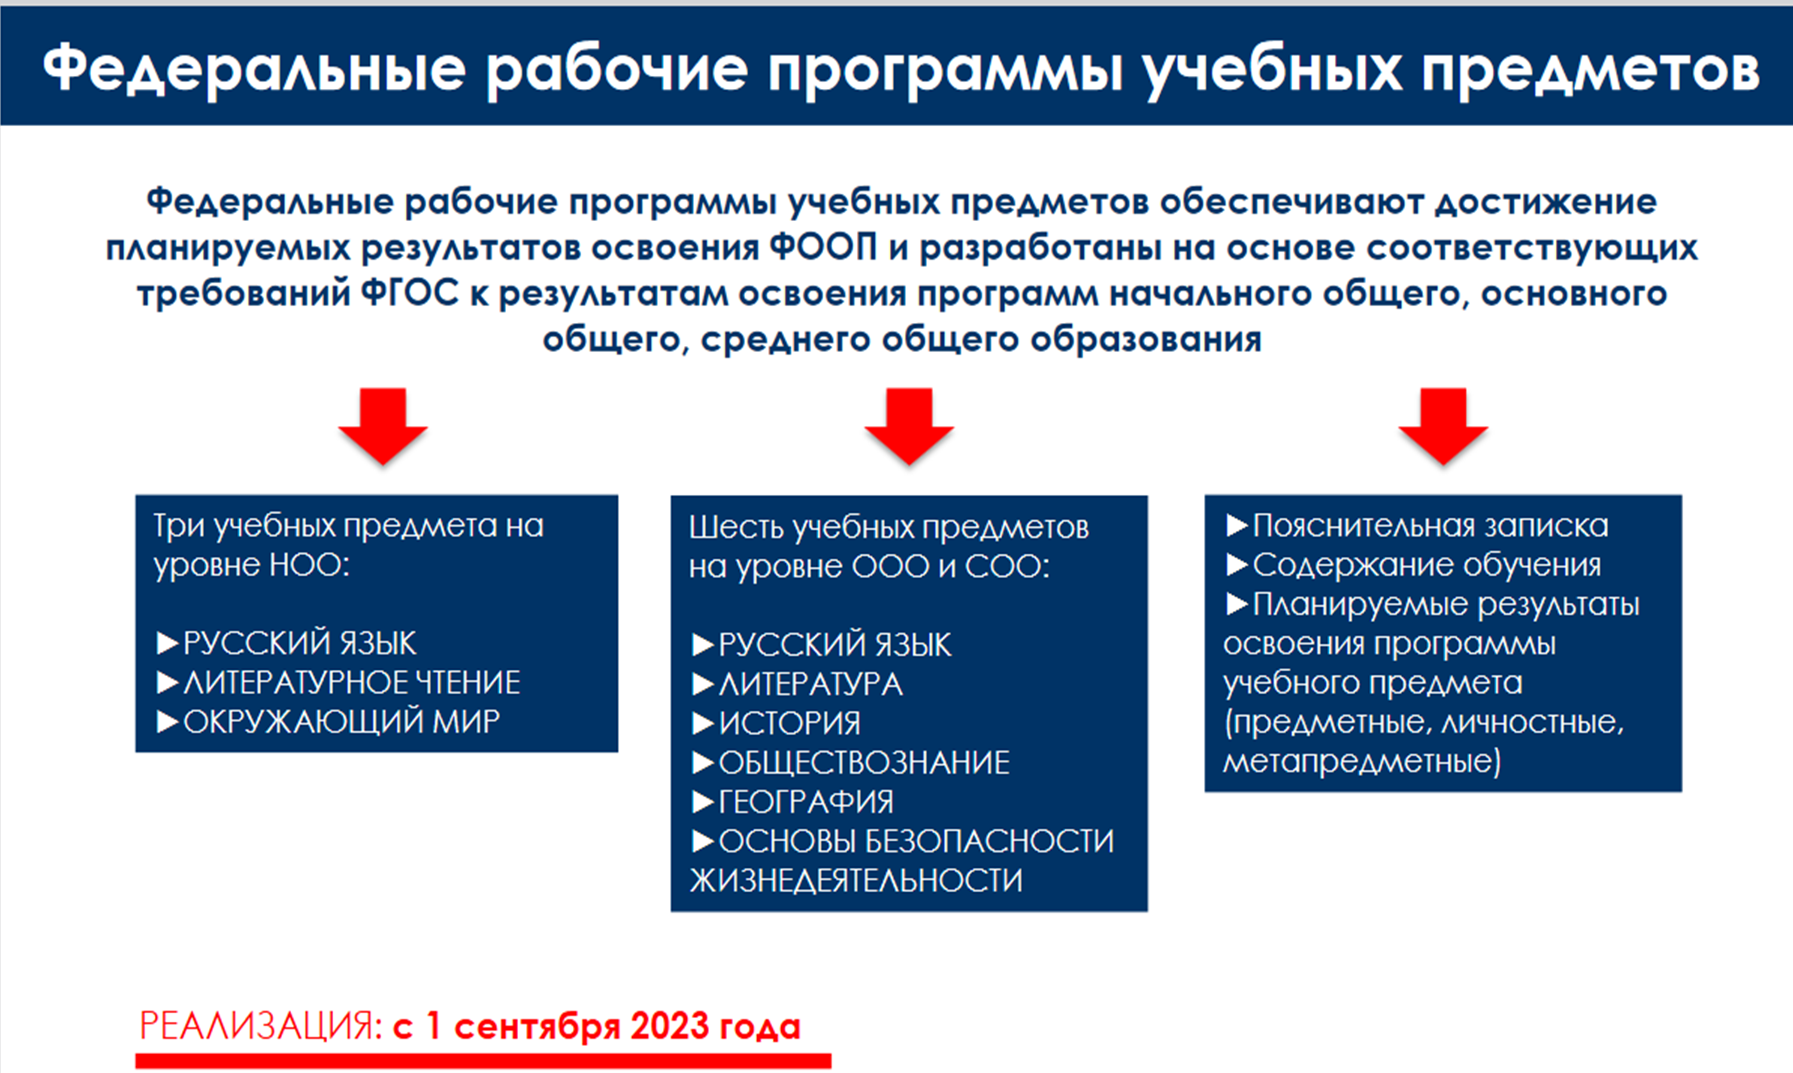 Федеральные рабочие программы учебных предметов
Федеральные рабочие программы учебных предметов обеспечивают достижение
планируемых результатов освоения ФООП и разработаны на основе соответствующих
требований ФГОС к результатам освоения программ начального общего, основного
общего, среднего общего образования
Три учебных предмета на
уровне НОО:
►РУССКИЙ ЯЗЫК
►ЛИТЕРАТУРНОЕ ЧТЕНИЕ
►ОКРУЖАЮЩИЙ МИР
Шесть учебных предметов
на уровне ООО и СОО:
►РУССКИЙ ЯЗЫК
►ЛИТЕРАТУРА
►ИСТОРИЯ
►ОБЩЕСТВОЗНАНИЕ
►ГЕОГРАФИЯ
►ОСНОВЫ БЕЗОПАСНОСТИ
ЖИЗНЕДЕЯТЕЛЬНОСТИ
►Пояснительная записка
►Содержание обучения
►Планируемые результаты
освоения программы
учебного предмета
(предметные, личностные,
метапредметные)
РЕАЛИЗАЦИЯ: с 1 сентября 2023 года